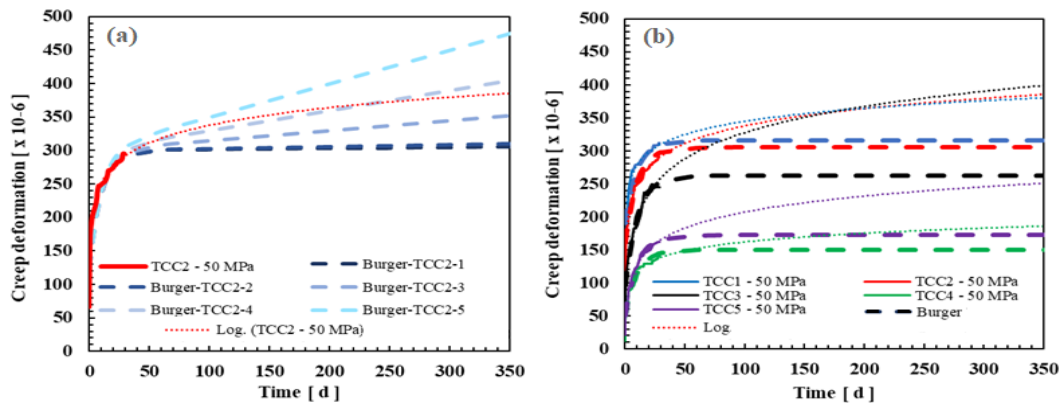 (a)
Creep deformation [ x 10-6]
500
450
400
350
300
250
200
150
100
50
0
TCC2 - 50 MPa
Burger-TCC2-1
Burger-TCC2-2
Burger-TCC2-3
Burger-TCC2-4
Burger-TCC2-5
Log. (TCC2 - 50 MPa)
0 50 100 150 200 250 300 350
Time [ d ]
(b)
Creep deformation [ x 10-6]
500
450
400
350
300
250
200
150
100
50
0
TCC1 - 50 MPa
TCC2 - 50 MPa
TCC3 - 50 MPa
TCC4 - 50 MPa
TCC5 - 50 MPa
Burger
Log.
0 50 100 150 200 250 300 350
Time [ d ]